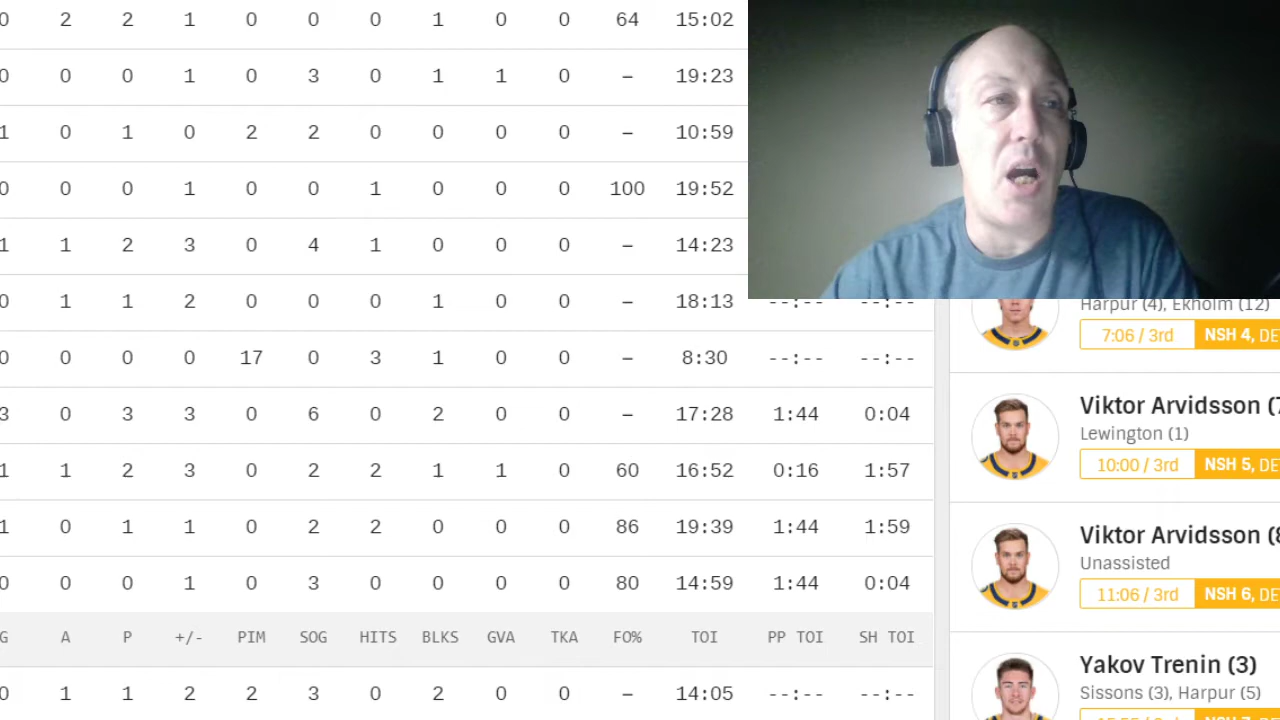 0 2 2 1 0 0 0 1 0 0 64 15:02
0 0 0 1 0 3 0 1 1 0 – 19:23
1 0 1 0 2 2 0 0 0 0 – 10:59
0 0 0 1 0 0 1 0 0 0 100 19:52
1 1 2 3 0 4 1 0 0 0 – 14:23
0 1 1 2 0 0 0 1 0 0 – 18:13 --:-- --:--
0 0 0 0 17 0 3 1 0 0 – 8:30 --:-- --:--
3 0 3 3 0 6 0 2 0 0 – 17:28 1:44 0:04
1 1 2 3 0 2 2 1 1 0 60 16:52 0:16 1:57
1 0 1 1 0 2 2 0 0 0 86 19:39 1:44 1:59
0 0 0 1 0 3 0 0 0 0 80 14:59 1:44 0:04
G A P +/- PIM SOG HITS BLKS GVA TKA FO% TOI PP TOI SH TOI
0 1 1 2 2 3 0 2 0 0 – 14:05 --:-- --:--
Harpur (4), Ekholm (12)
7:06 / 3rd NSH 4, DE
Viktor Arvidsson (7
Lewington (1)
10:00 / 3rd NSH 5, DE
Viktor Arvidsson (8
Unassisted
11:06 / 3rd NSH 6, DE
Yakov Trenin (3)
Sissons (3), Harpur (5)